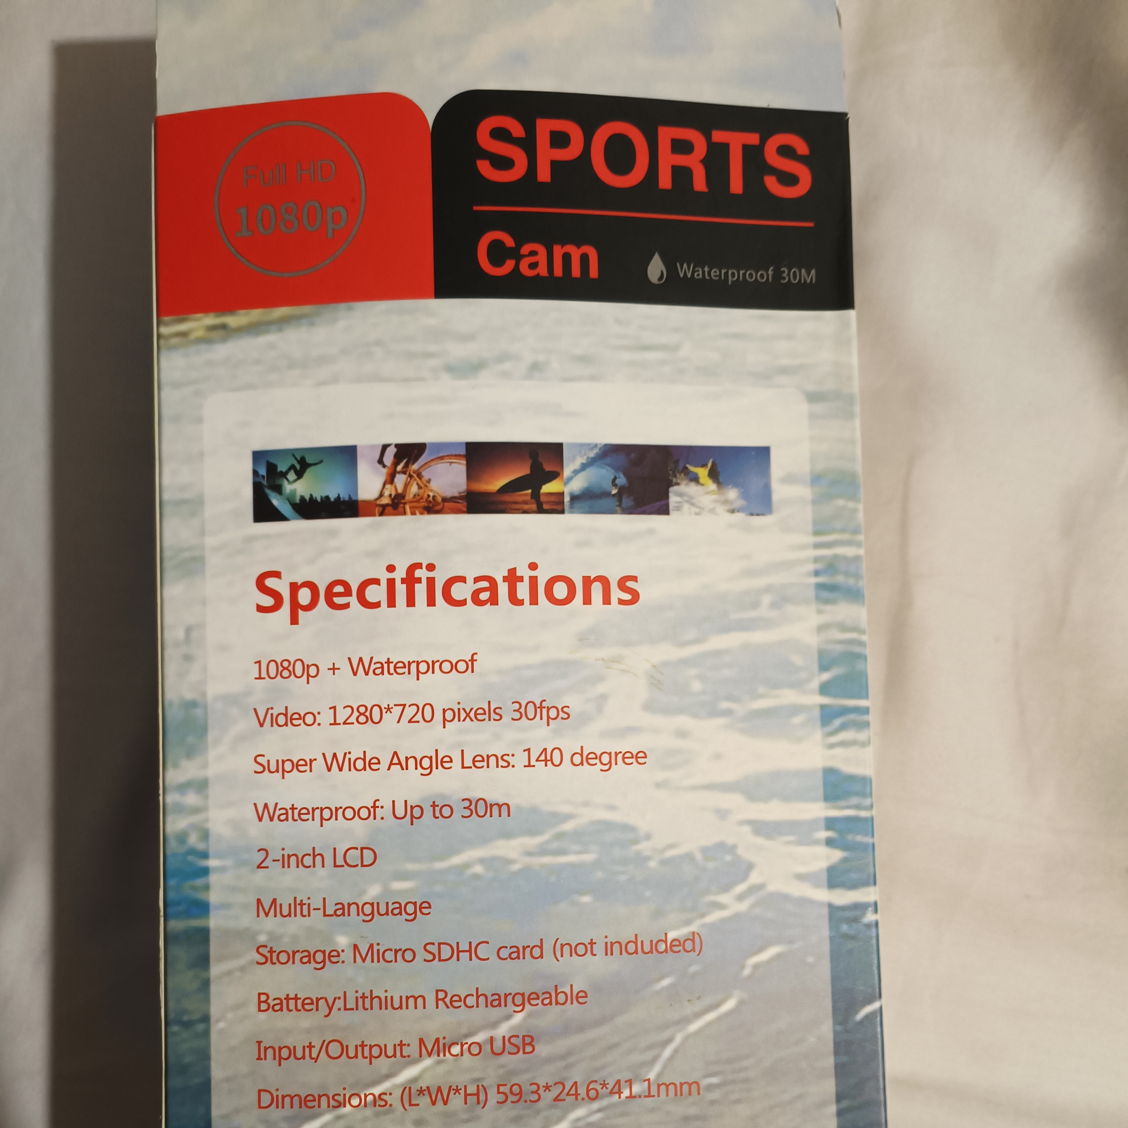 Full HD
1080p
SPORTS
Cam
Waterproof 30M
Specifications
1080p + Waterproof
Video: 1280*720 pixels 30fps
Super Wide Angle Lens: 140 degree
Waterproof: Up to 30m
2-inch LCD
Multi-Language
Storage: Micro SDHC card (not included)
Battery:Lithium Rechargeable
Input/Output: Micro USB
Dimensions: (L*W*H) 59.3*24.6*41.1mm